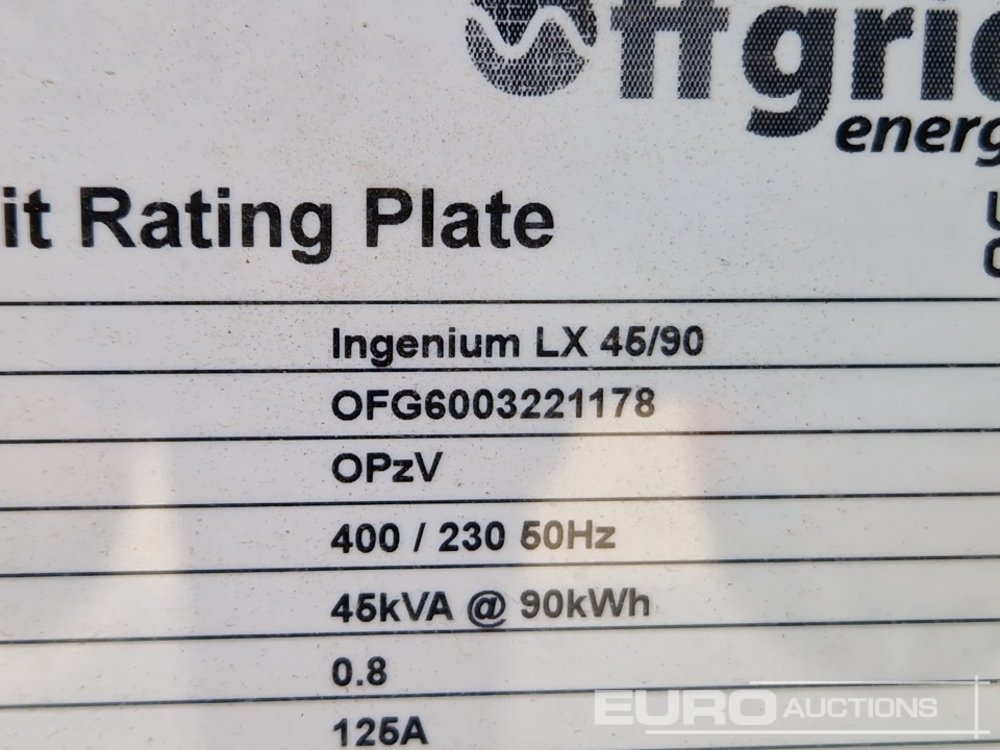 ffgrid
energ
it Rating Plate
Ingenium LX 45/90
OFG6003221178
OPzV
400 / 230 50Hz
45kVA @ 90kWh
0.8
125A
EURO AUCTIONS